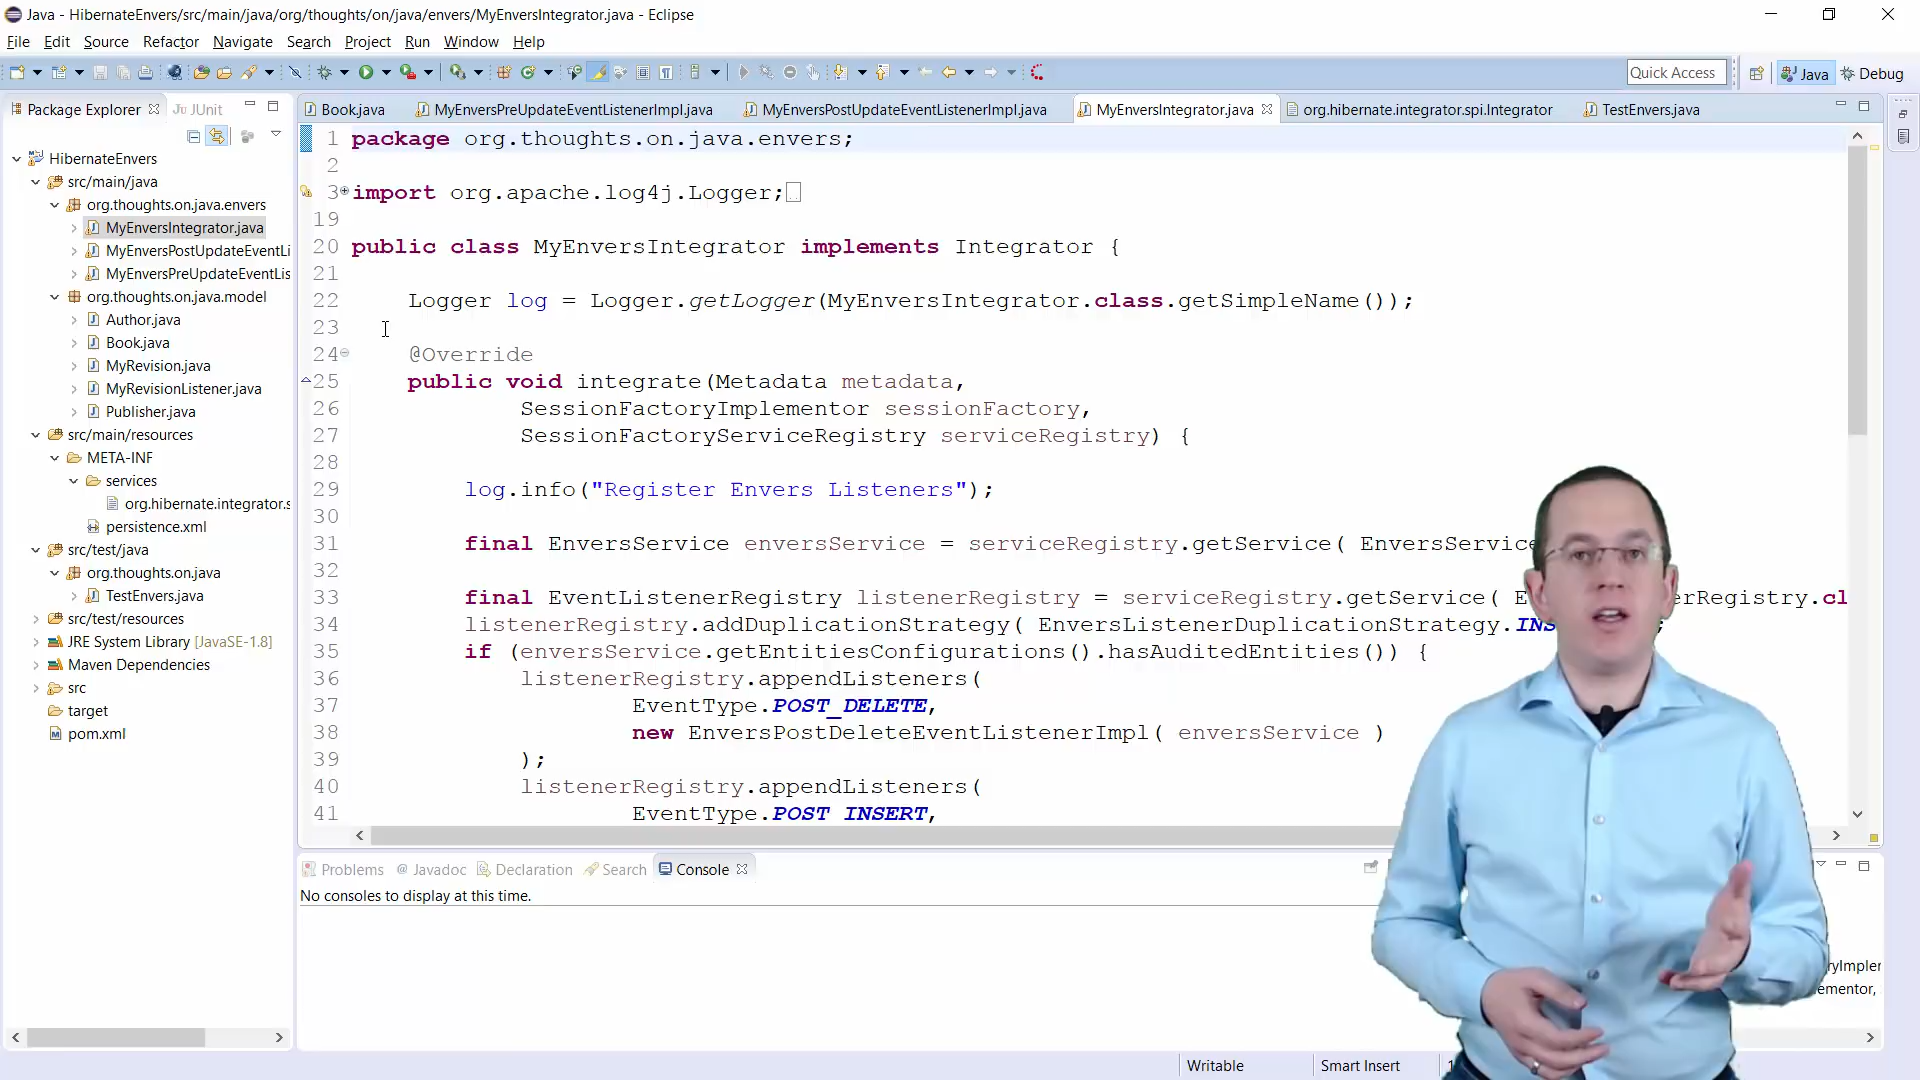 Java - HibernateEnvers/src/main/java/org/thoughts/on/java/envers/MyEnversIntegrator.java - Eclipse
File Edit Source Refactor Navigate Search Project Run Window Help
Quick Access Java Debug
Package Explorer JUnit
Book.java MyEnversPreUpdateEventListenerImpl.java MyEnversPostUpdateEventListenerImpl.java MyEnversIntegrator.java org.hibernate.integrator.spi.Integrator TestEnvers.java
HibernateEnvers
src/main/java
org.thoughts.on.java.envers
MyEnversIntegrator.java
MyEnversPostUpdateEventLi
MyEnversPreUpdateEventLis
org.thoughts.on.java.model
Author.java
Book.java
MyRevision.java
MyRevisionListener.java
Publisher.java
src/main/resources
META-INF
services
org.hibernate.integrator.s
persistence.xml
src/test/java
org.thoughts.on.java
TestEnvers.java
src/test/resources
JRE System Library [JavaSE-1.8]
Maven Dependencies
src
target
pom.xml
1 package org.thoughts.on.java.envers;
2
3 import org.apache.log4j.Logger;
19
20 public class MyEnversIntegrator implements Integrator {
21
22 Logger log = Logger.getLogger(MyEnversIntegrator.class.getSimpleName());
23
24 @Override
25 public void integrate(Metadata metadata,
26 SessionFactoryImplementor sessionFactory,
27 SessionFactoryServiceRegistry serviceRegistry) {
28
29 log.info("Register Envers Listeners");
30
31 final EnversService enversService = serviceRegistry.getService( EnversService
32
33 final EventListenerRegistry listenerRegistry = serviceRegistry.getService( E erRegistry.cl
34 listenerRegistry.addDuplicationStrategy( EnversListenerDuplicationStrategy.INS ;
35 if (enversService.getEntitiesConfigurations().hasAuditedEntities()) {
36 listenerRegistry.appendListeners(
37 EventType.POST_DELETE,
38 new EnversPostDeleteEventListenerImpl( enversService )
39 );
40 listenerRegistry.appendListeners(
41 EventType.POST_INSERT,
Problems @ Javadoc Declaration Search Console
No consoles to display at this time.
ryImpler
ementor,
Writable Smart Insert